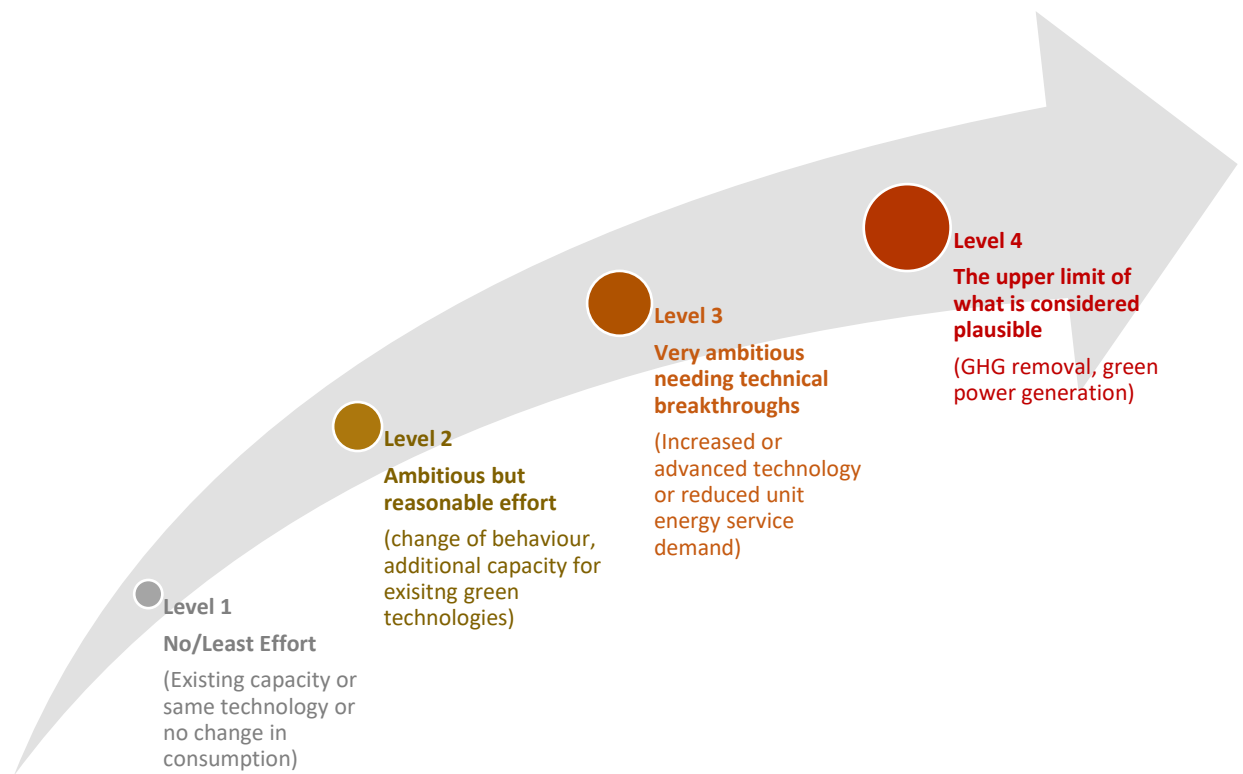 Level 1
No/Least Effort
(Existing capacity or
same technology or
no change in
consumption)
Level 2
Ambitious but
reasonable effort
(change of behaviour,
additional capacity for
exisitng green
technologies)
Level 3
Very ambitious
needing technical
breakthroughs
(Increased or
advanced technology
or reduced unit
energy service
demand)
Level 4
The upper limit of
what is considered
plausible
(GHG removal, green
power generation)